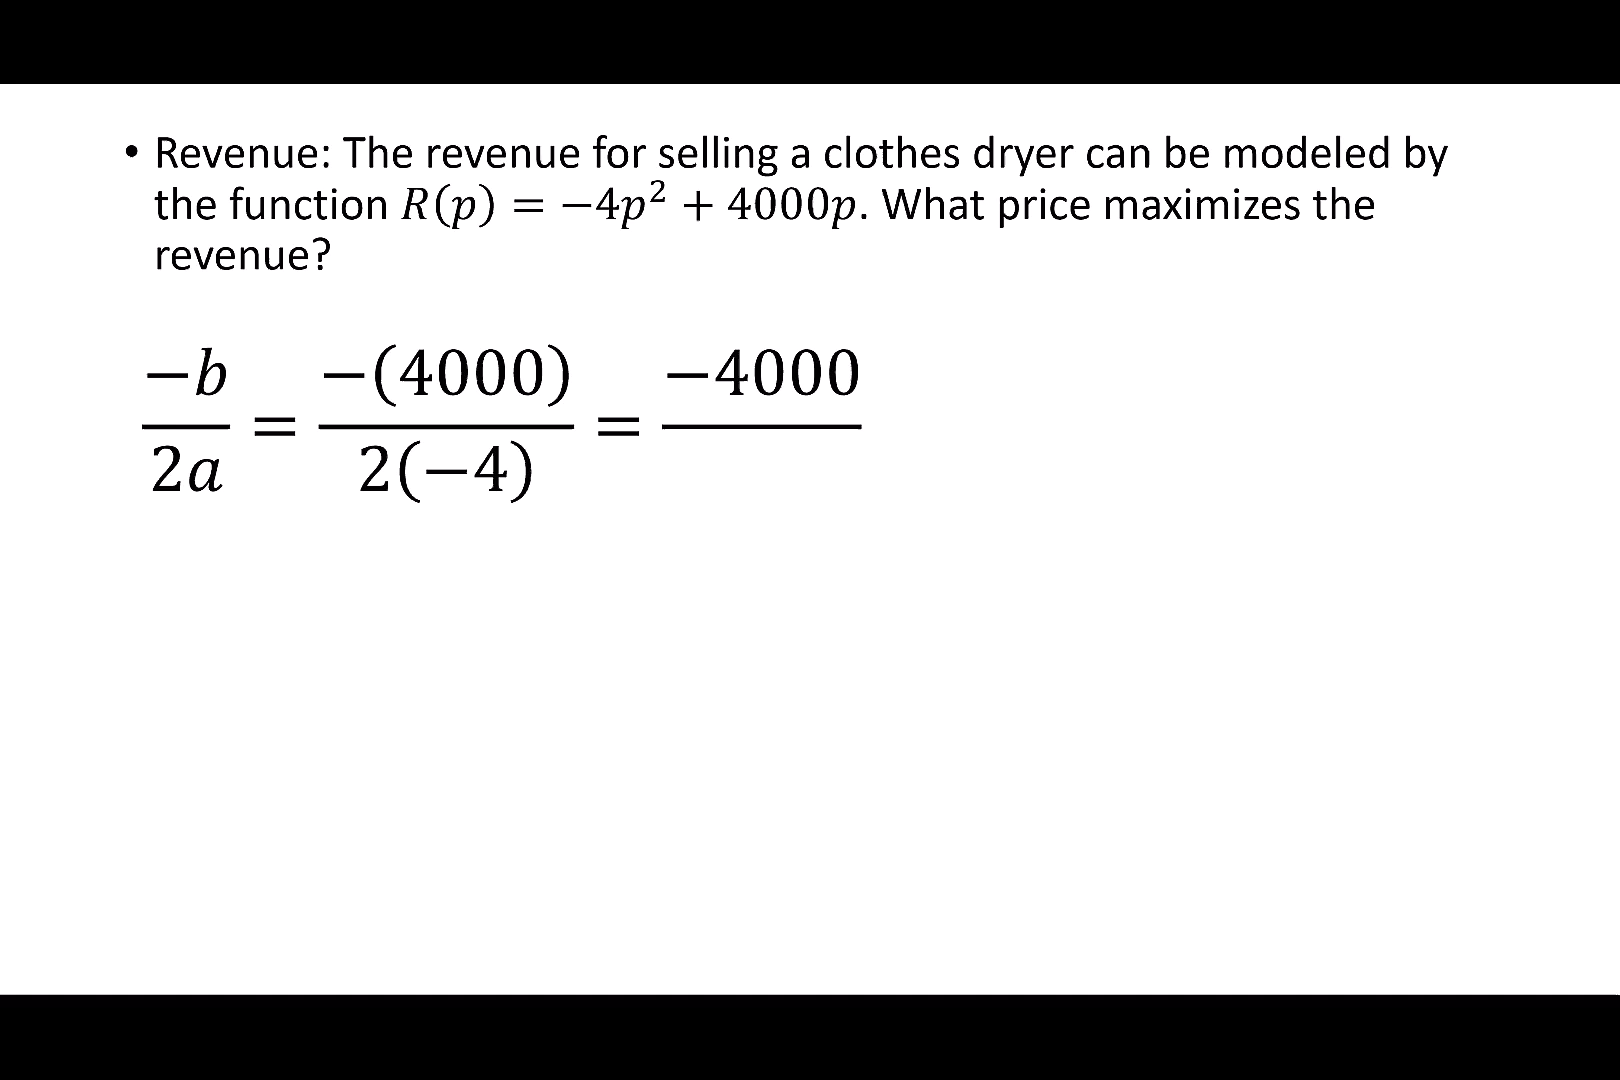 • Revenue: The revenue for selling a clothes dryer can be modeled by
the function R(p) = −4p² + 4000p. What price maximizes the
revenue?
−b/2a = −(4000)/2(−4) = −4000/